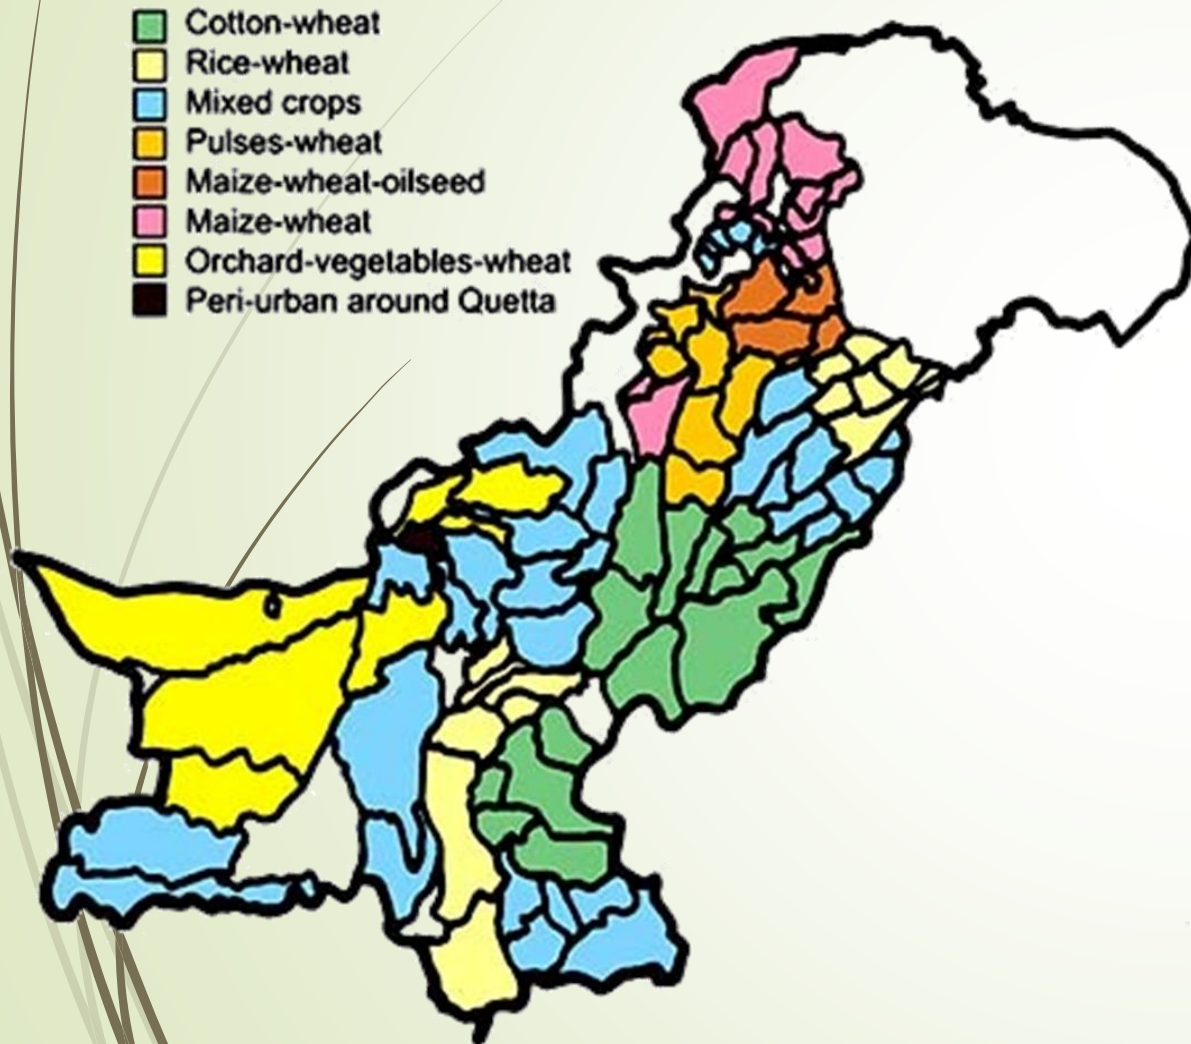 Cotton-wheat
Rice-wheat
Mixed crops
Pulses-wheat
Maize-wheat-oilseed
Maize-wheat
Orchard-vegetables-wheat
Peri-urban around Quetta